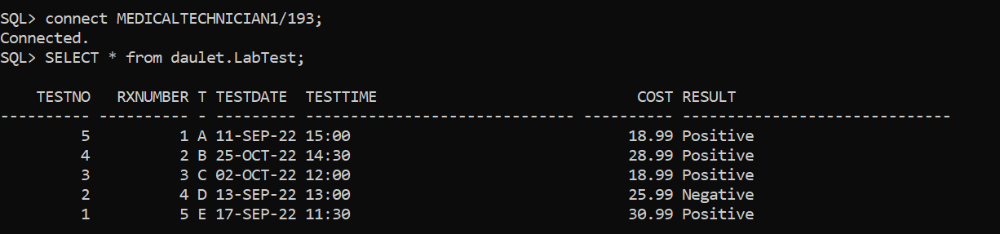 SQL> connect MEDICALTECHNICIAN1/193;
Connected.
SQL> SELECT * from daulet.LabTest;
    TESTNO   RXNUMBER T TESTDATE  TESTTIME                             COST RESULT
---------- ---------- - --------- ------------------------------ ---------- ------------------------------
         5          1 A 11-SEP-22 15:00                               18.99 Positive
         4          2 B 25-OCT-22 14:30                               28.99 Positive
         3          3 C 02-OCT-22 12:00                               18.99 Positive
         2          4 D 13-SEP-22 13:00                               25.99 Negative
         1          5 E 17-SEP-22 11:30                               30.99 Positive